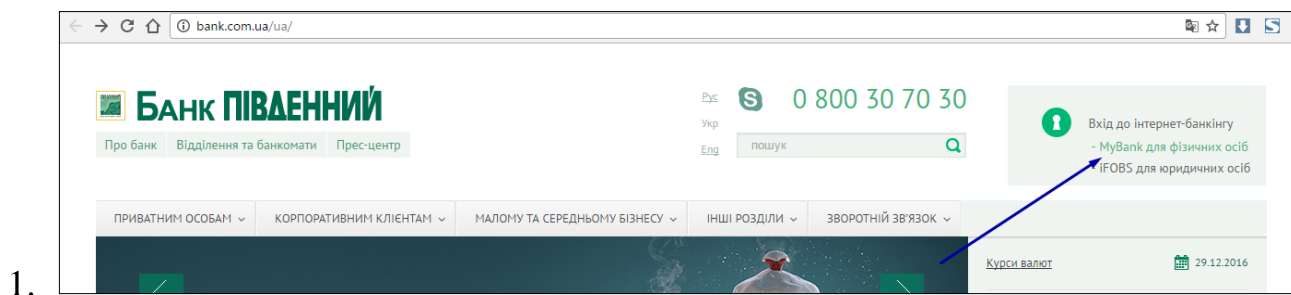 bank.com.ua/ua/
Банк ПІВДЕННИЙ
Про банк Відділення та банкомати Прес-центр
Рус
Укр
Eng
0 800 30 70 30
пошук
Вхід до інтернет-банкінгу
- MyBank для фізичних осіб
- iFOBS для юридичних осіб
ПРИВАТНИМ ОСОБАМ КОРПОРАТИВНИМ КЛІЄНТАМ МАЛОМУ ТА СЕРЕДНЬОМУ БІЗНЕСУ ІНШІ РОЗДІЛИ ЗВОРОТНІЙ ЗВ'ЯЗОК
Курси валют 29.12.2016
1.